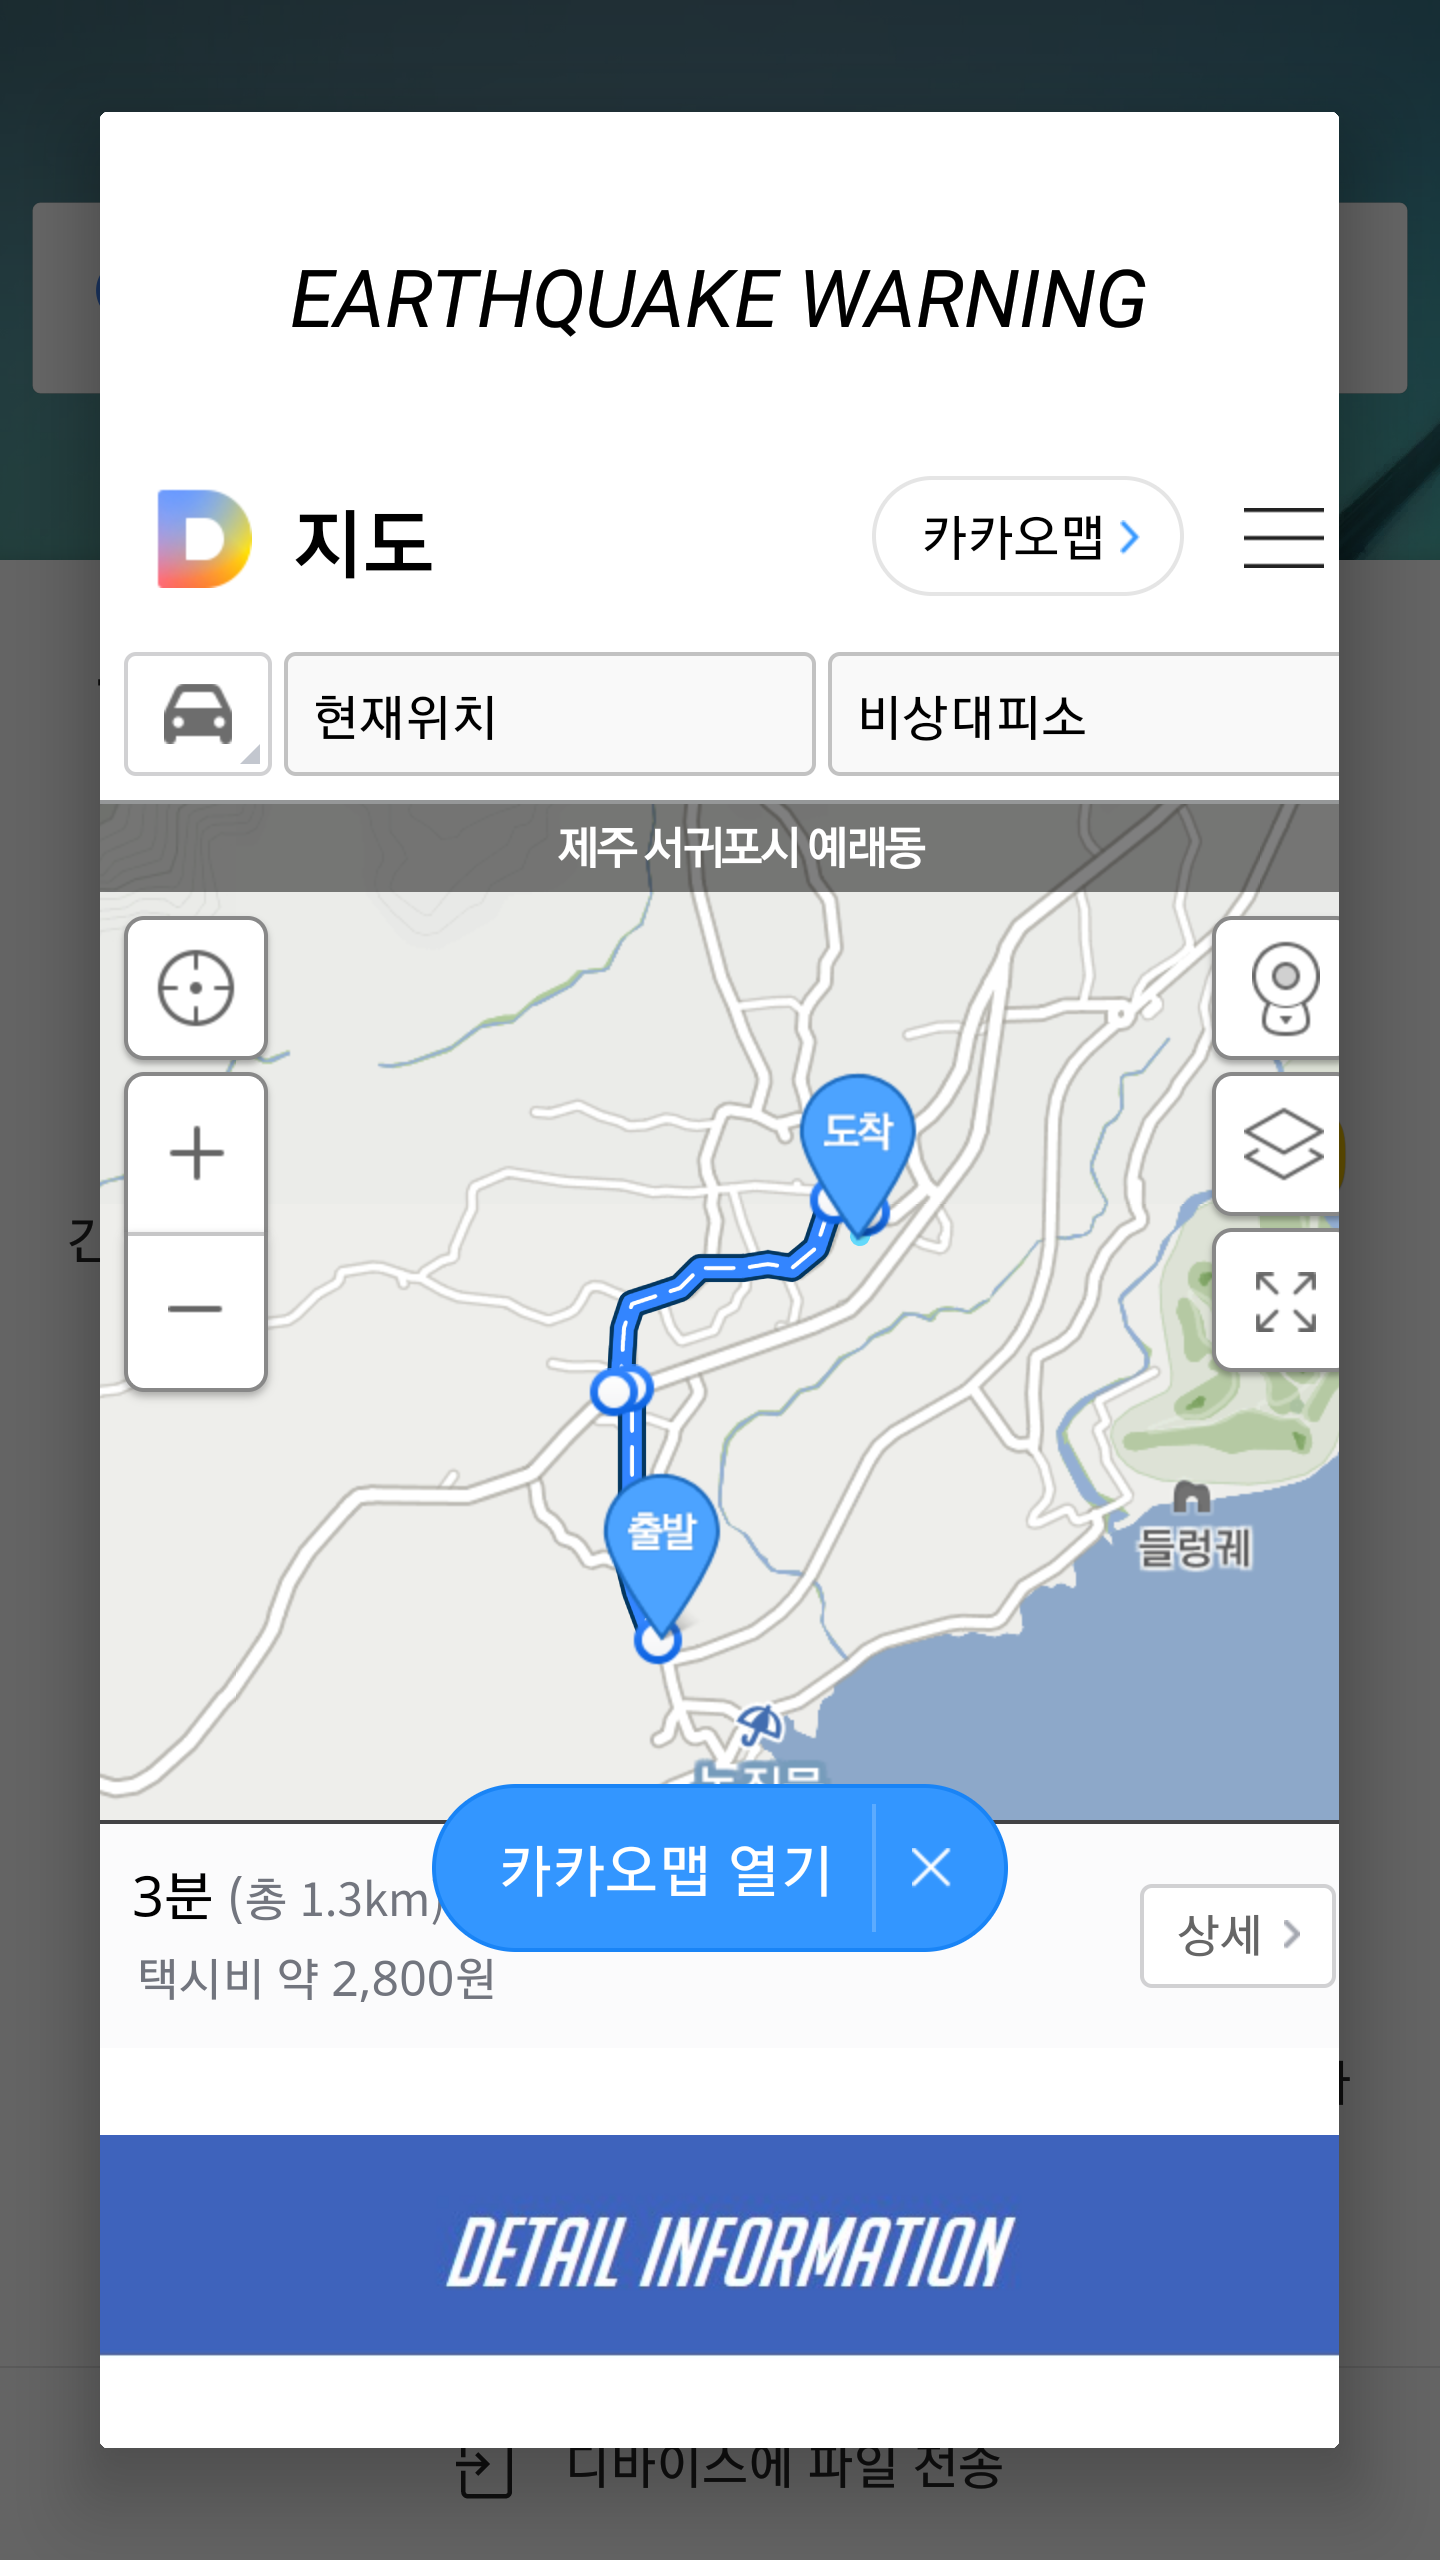 EARTHQUAKE WARNING
지도
카카오맵
현재위치
비상대피소
제주 서귀포시 예래동
도착
출발
들렁궤
카카오맵 열기
3분 (총 1.3km)
택시비 약 2,800원
상세
DETAIL INFORMATION
디바이스에 파일 전송